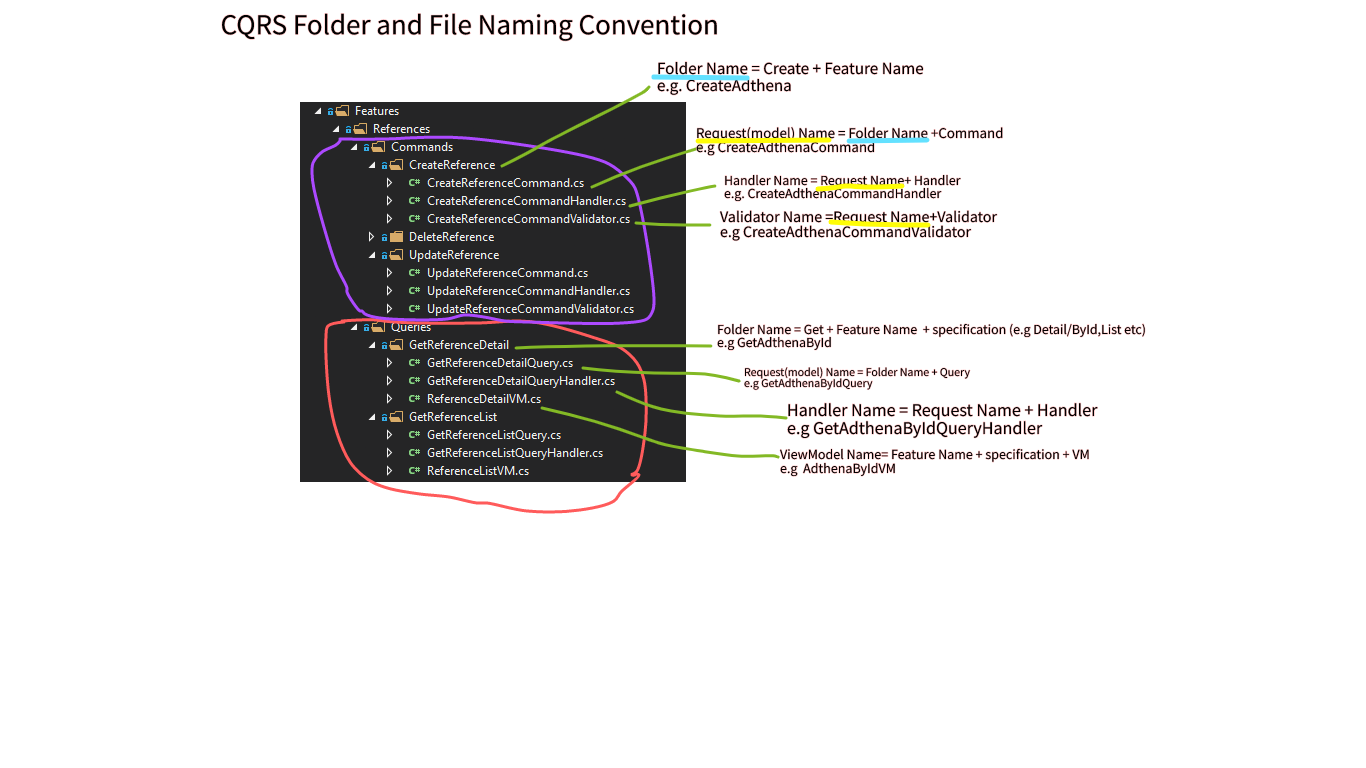 CQRS Folder and File Naming Convention
Folder Name = Create + Feature Name
e.g. CreateAdthena
Features
References
Commands
CreateReference
CreateReferenceCommand.cs
CreateReferenceCommandHandler.cs
CreateReferenceCommandValidator.cs
DeleteReference
UpdateReference
UpdateReferenceCommand.cs
UpdateReferenceCommandHandler.cs
UpdateReferenceCommandValidator.cs
Queries
GetReferenceDetail
GetReferenceDetailQuery.cs
GetReferenceDetailQueryHandler.cs
ReferenceDetailVM.cs
GetReferenceList
GetReferenceListQuery.cs
GetReferenceListQueryHandler.cs
ReferenceListVM.cs
Request(model) Name = Folder Name +Command
e.g CreateAdthenaCommand
Handler Name = Request Name+ Handler
e.g. CreateAdthenaCommandHandler
Validator Name =Request Name+Validator
e.g CreateAdthenaCommandValidator
Folder Name = Get + Feature Name + specification (e.g Detail/ById,List etc)
e.g GetAdthenaById
Request(model) Name = Folder Name + Query
e.g GetAdthenaByIdQuery
Handler Name = Request Name + Handler
e.g GetAdthenaByIdQueryHandler
ViewModel Name= Feature Name + specification + VM
e.g AdthenaByIdVM